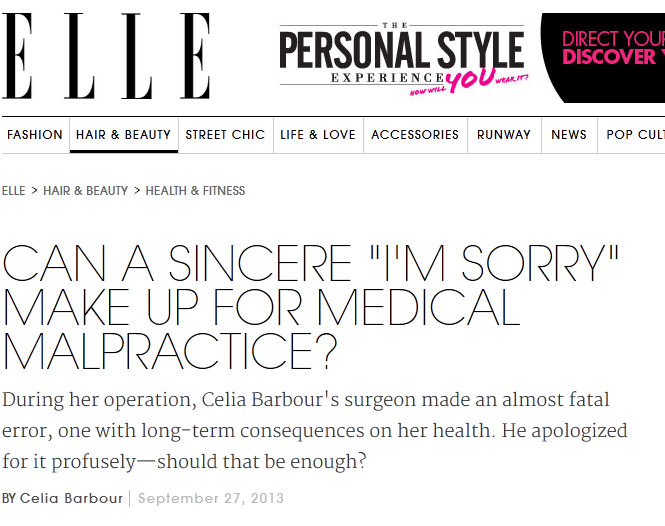 ELLE
THE
PERSONAL STYLE
EXPERIENCE
HOW WILL YOU WEAR IT?
DIRECT YOUR
DISCOVER Y
FASHION HAIR & BEAUTY STREET CHIC LIFE & LOVE ACCESSORIES RUNWAY NEWS POP CULT
ELLE > HAIR & BEAUTY > HEALTH & FITNESS
CAN A SINCERE "I'M SORRY"
MAKE UP FOR MEDICAL
MALPRACTICE?
During her operation, Celia Barbour's surgeon made an almost fatal
error, one with long-term consequences on her health. He apologized
for it profusely—should that be enough?
BY Celia Barbour | September 27, 2013